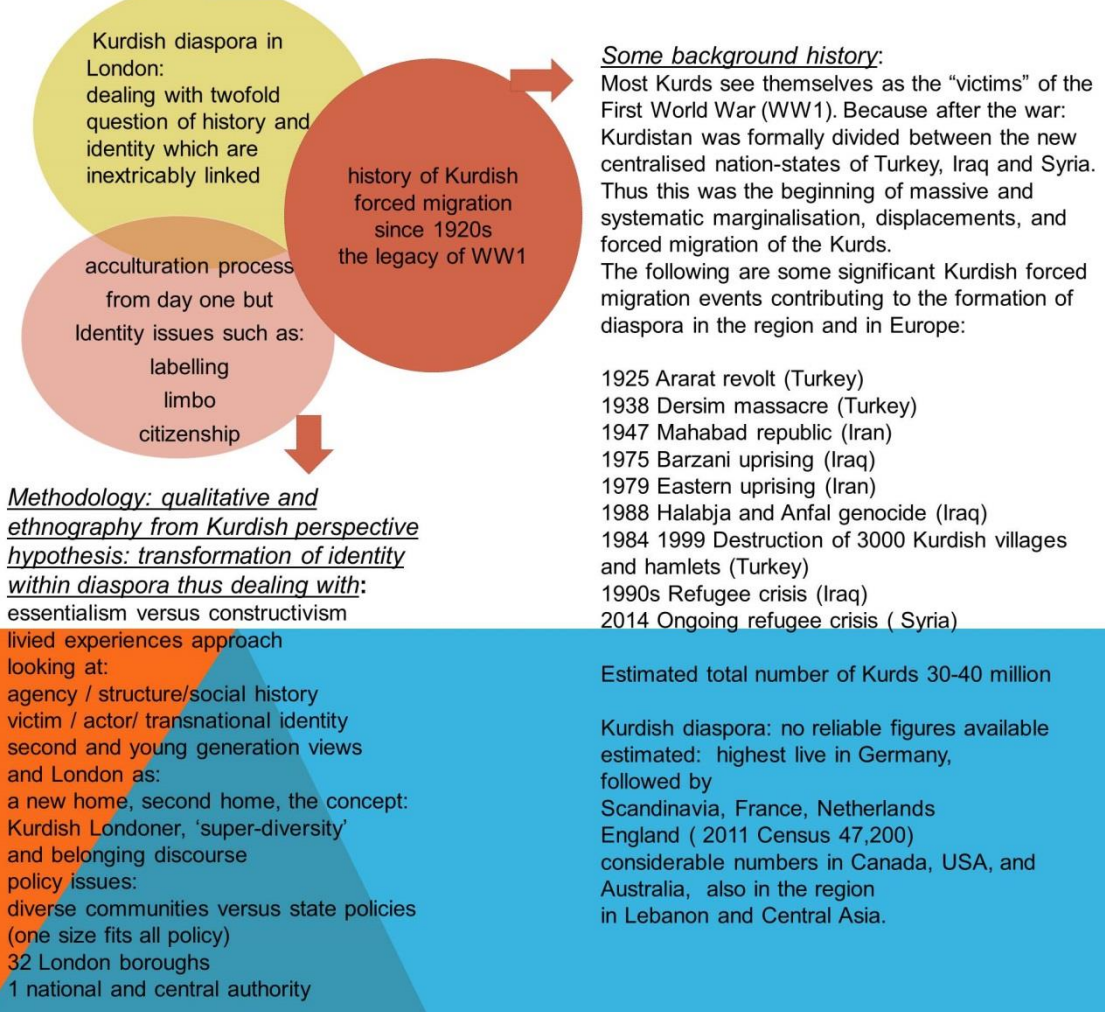 Kurdish diaspora in
London:
dealing with twofold
question of history and
identity which are
inextricably linked
history of Kurdish
forced migration
since 1920s
the legacy of WW1
acculturation process
from day one but
Identity issues such as:
labelling
limbo
citizenship
Methodology: qualitative and
ethnography from Kurdish perspective
hypothesis: transformation of identity
within diaspora thus dealing with:
essentialism versus constructivism
livied experiences approach
looking at:
agency / structure/social history
victim / actor/ transnational identity
second and young generation views
and London as:
a new home, second home, the concept:
Kurdish Londoner, ‘super-diversity’
and belonging discourse
policy issues:
diverse communities versus state policies
(one size fits all policy)
32 London boroughs
1 national and central authority
Some background history:
Most Kurds see themselves as the “victims” of the
First World War (WW1). Because after the war:
Kurdistan was formally divided between the new
centralised nation-states of Turkey, Iraq and Syria.
Thus this was the beginning of massive and
systematic marginalisation, displacements, and
forced migration of the Kurds.
The following are some significant Kurdish forced
migration events contributing to the formation of
diaspora in the region and in Europe:
1925 Ararat revolt (Turkey)
1938 Dersim massacre (Turkey)
1947 Mahabad republic (Iran)
1975 Barzani uprising (Iraq)
1979 Eastern uprising (Iran)
1988 Halabja and Anfal genocide (Iraq)
1984 1999 Destruction of 3000 Kurdish villages
and hamlets (Turkey)
1990s Refugee crisis (Iraq)
2014 Ongoing refugee crisis ( Syria)
Estimated total number of Kurds 30-40 million
Kurdish diaspora: no reliable figures available
estimated: highest live in Germany,
followed by
Scandinavia, France, Netherlands
England ( 2011 Census 47,200)
considerable numbers in Canada, USA, and
Australia, also in the region
in Lebanon and Central Asia.